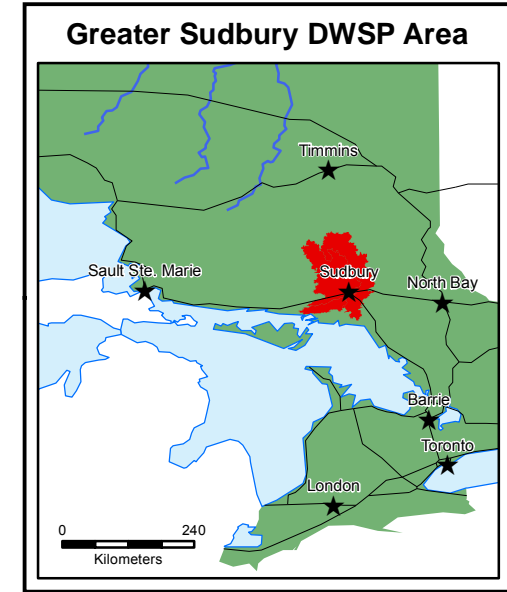 Greater Sudbury DWSP Area
Timmins
Sault Ste. Marie
Sudbury
North Bay
Barrie
Toronto
London
0 240
Kilometers